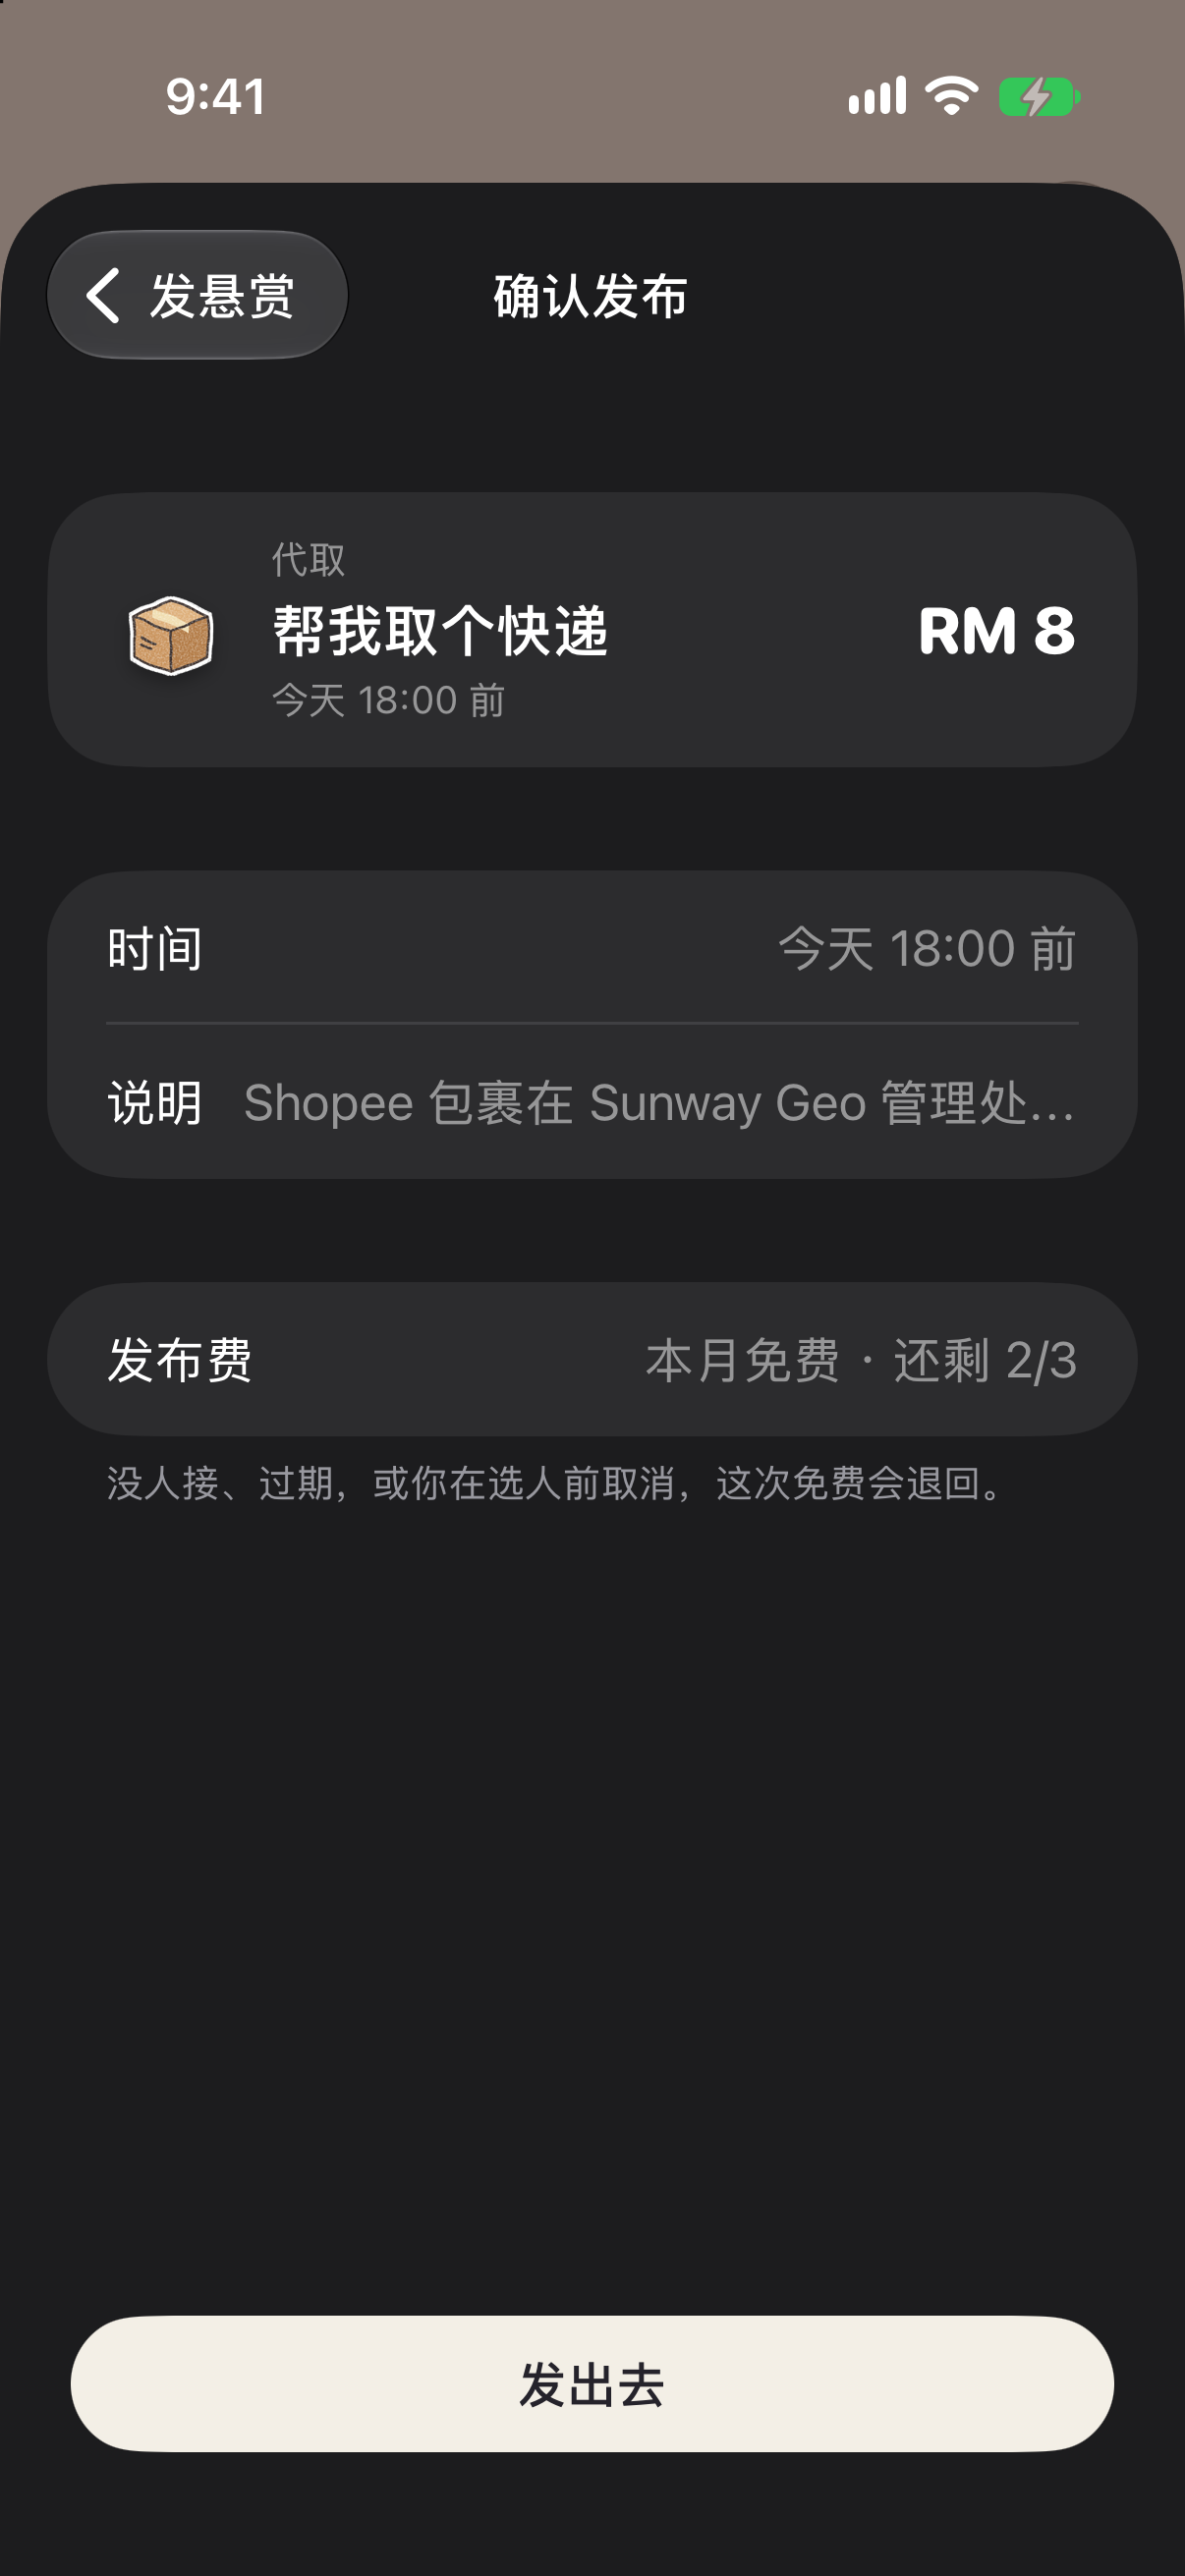 9:41
发悬赏
确认发布
代取
帮我取个快递
RM 8
今天 18:00 前
时间
今天 18:00 前
说明
Shopee 包裹在 Sunway Geo 管理处...
发布费
本月免费 · 还剩 2/3
没人接、过期，或你在选人前取消，这次免费会退回。
发出去